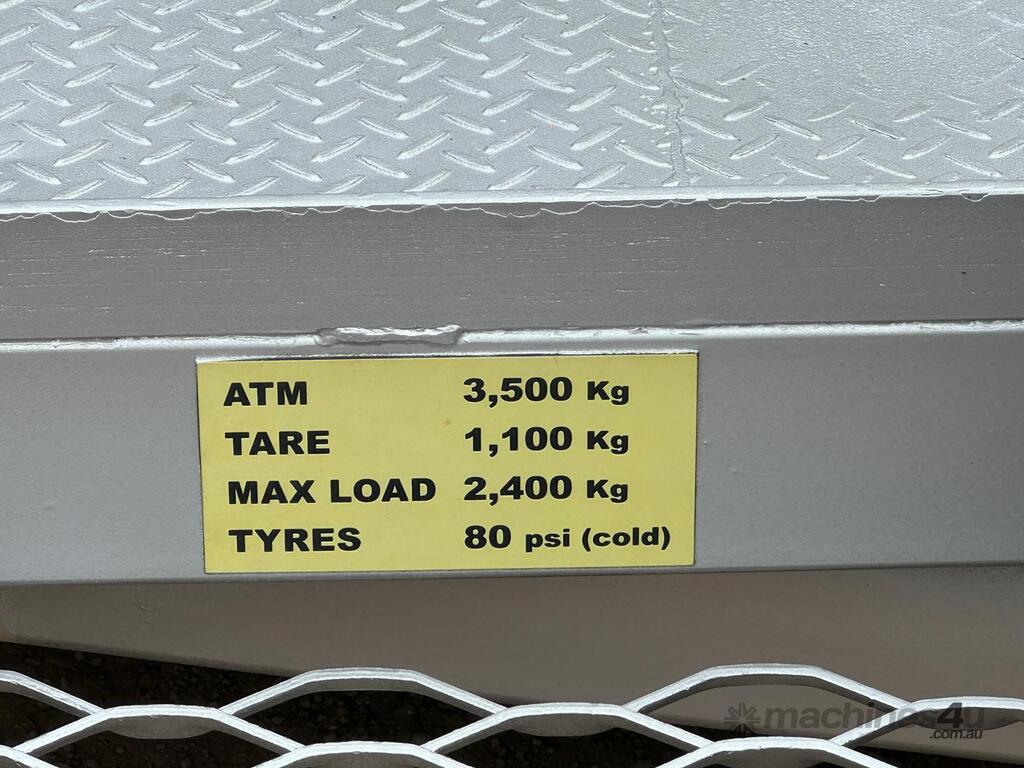 ATM 3,500 Kg
TARE 1,100 Kg
MAX LOAD 2,400 Kg
TYRES 80 psi (cold)
machines4u
.com.au